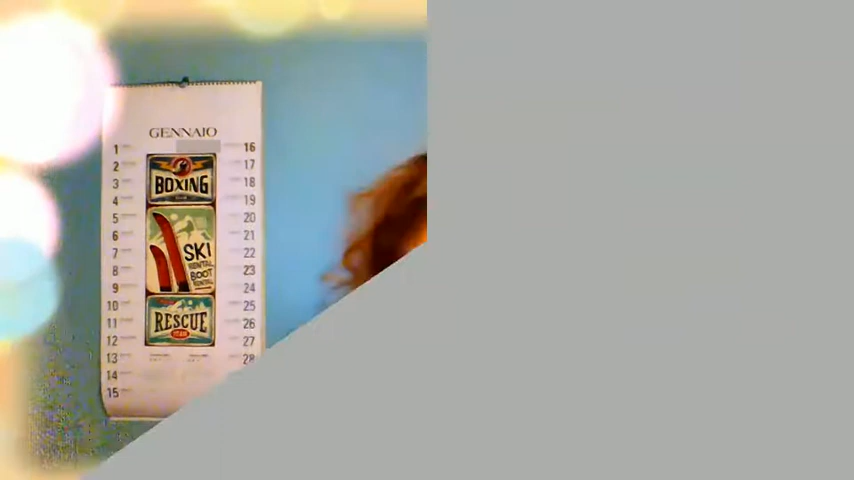 GENNAIO
1 16
2 17
3 18
4 19
5 20
6 21
7 22
8 23
9 24
10 25
11 26
12 27
13 28
14
15
BOXING
SKI
RENTAL
BOOT
RENTAL
RESCUE